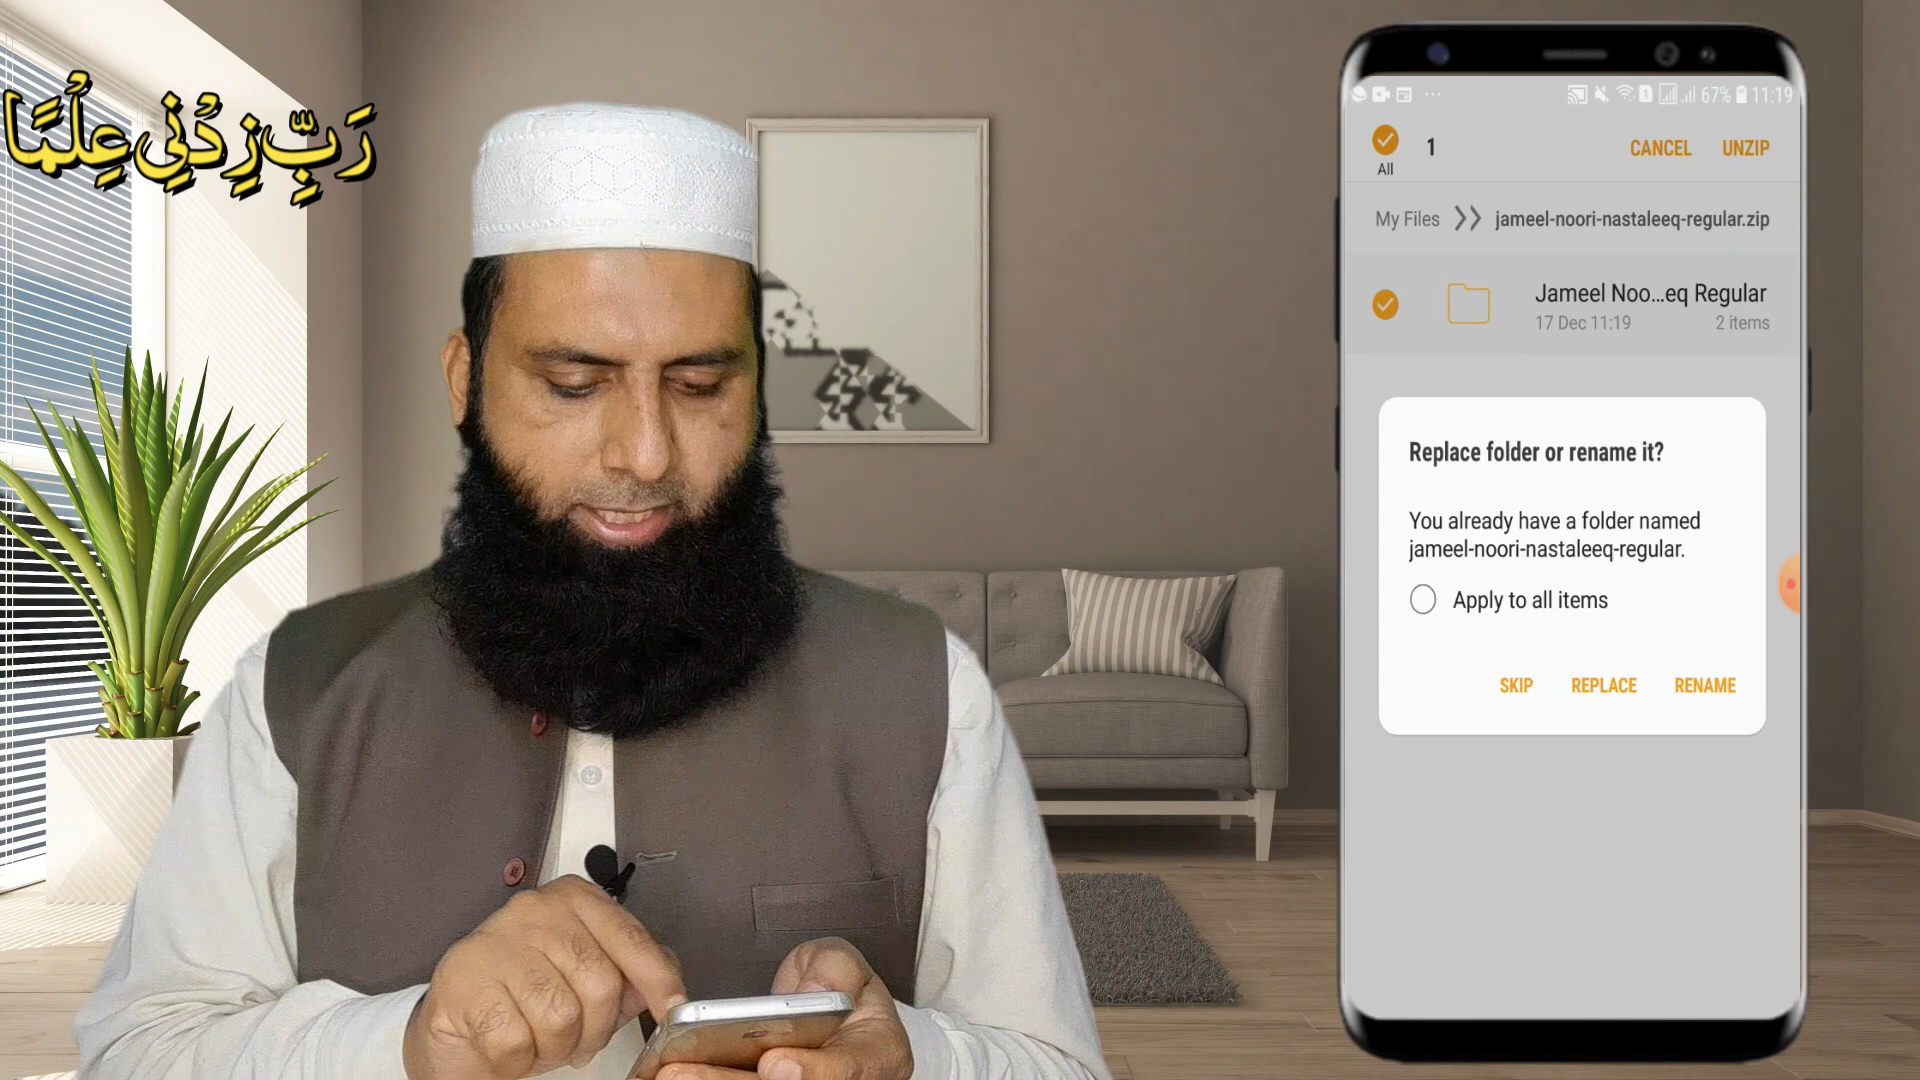 رَبِّ زِدْنِي عِلْمًا
67% 11:19
All
1
CANCEL
UNZIP
My Files
jameel-noori-nastaleeq-regular.zip
Jameel Noo...eq Regular
17 Dec 11:19
2 items
Replace folder or rename it?
You already have a folder named
jameel-noori-nastaleeq-regular.
Apply to all items
SKIP
REPLACE
RENAME